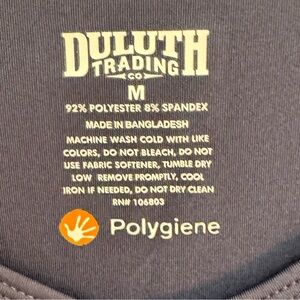 DULUTH
TRADING
CO
M
92% POLYESTER 8% SPANDEX
MADE IN BANGLADESH
MACHINE WASH COLD WITH LIKE
COLORS, DO NOT BLEACH, DO NOT
USE FABRIC SOFTENER, TUMBLE DRY
LOW REMOVE PROMPTLY, COOL
IRON IF NEEDED, DO NOT DRY CLEAN
RN# 106803
Polygiene